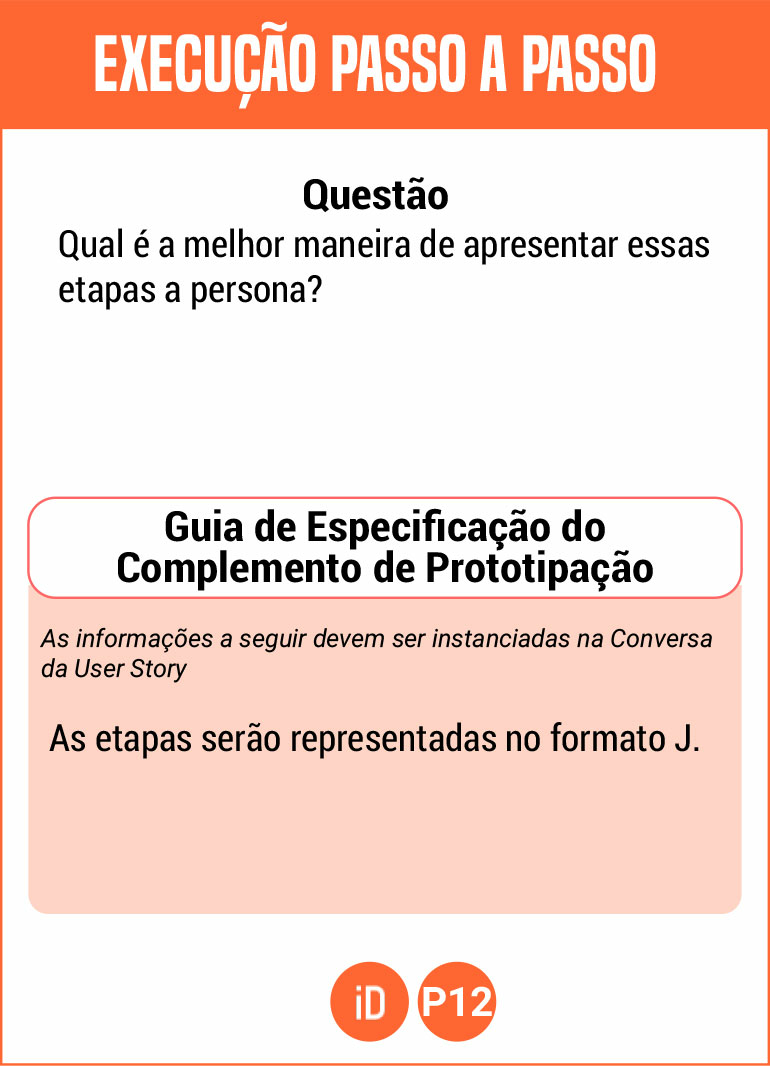 EXECUÇÃO PASSO A PASSO
Questão
Qual é a melhor maneira de apresentar essas
etapas a persona?
Guia de Especificação do
Complemento de Prototipação
As informações a seguir devem ser instanciadas na Conversa
da User Story
As etapas serão representadas no formato J.
iD P12